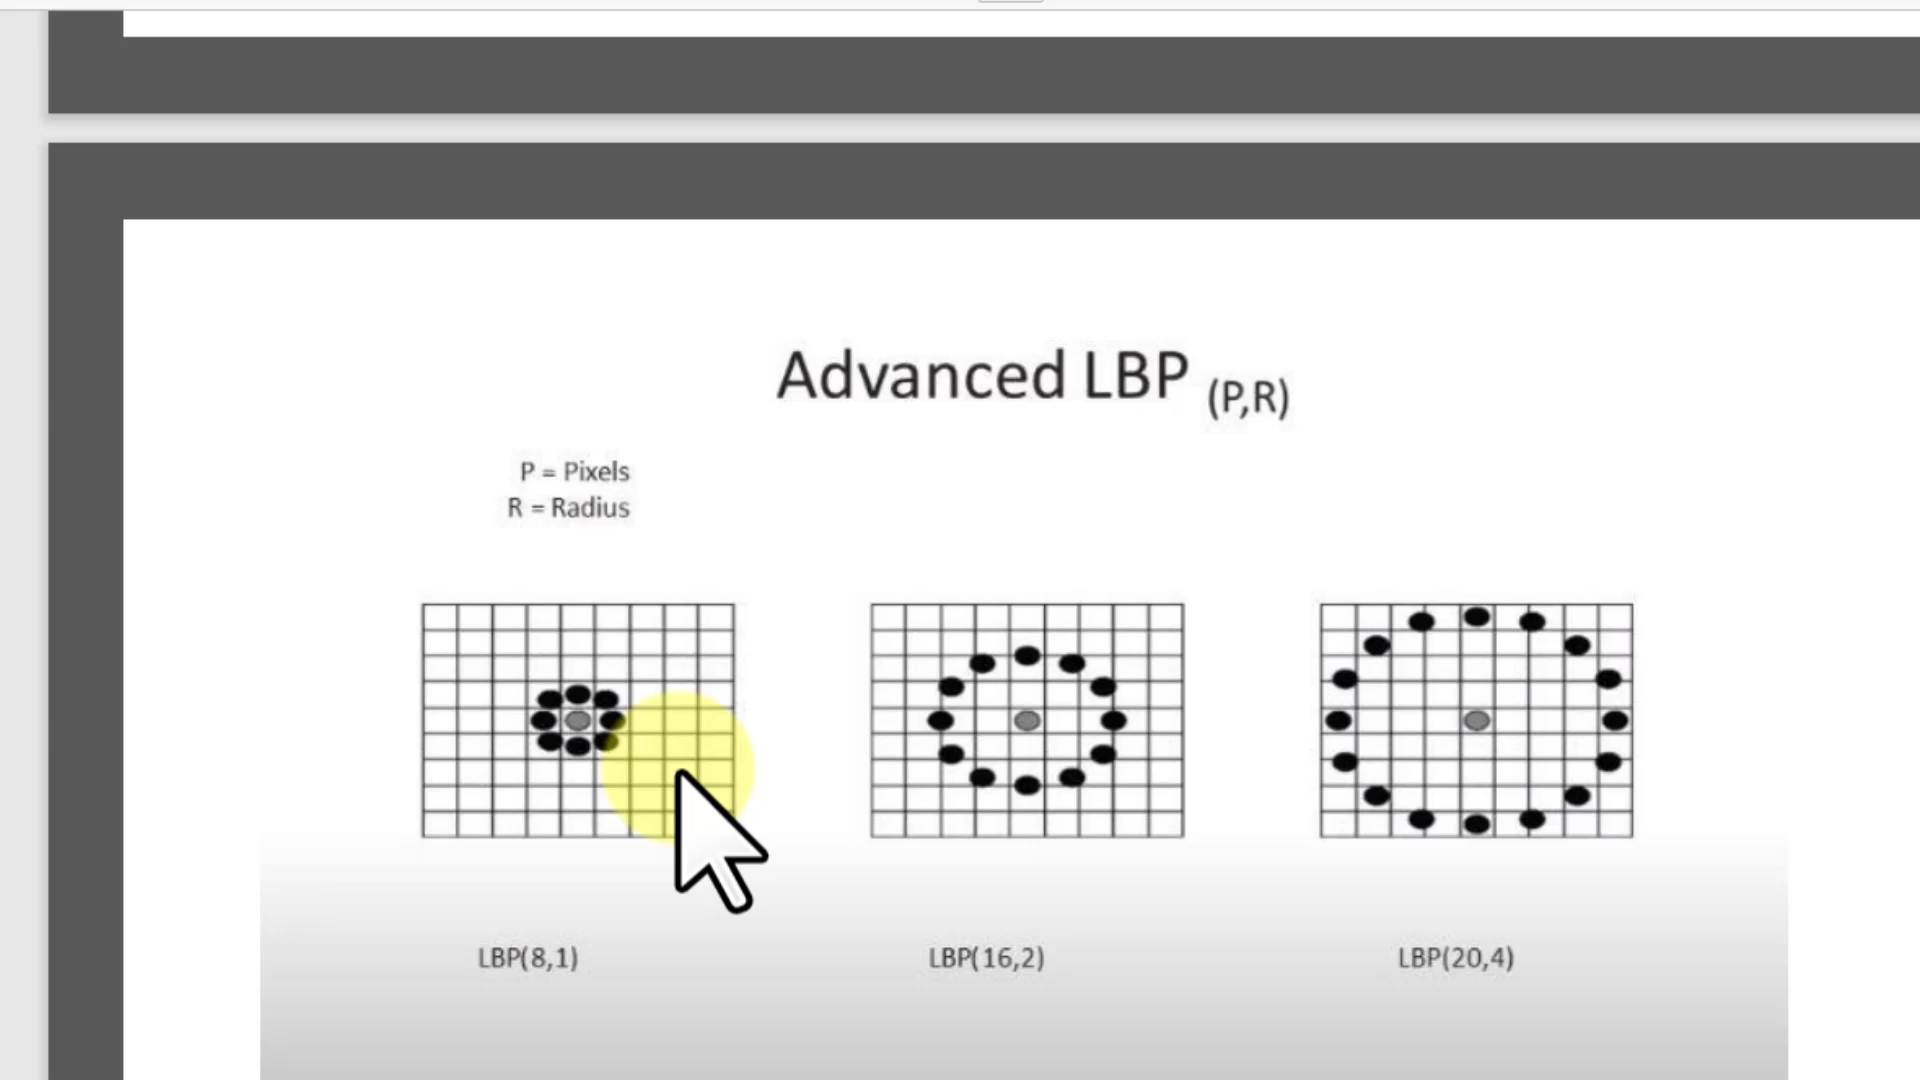 Advanced LBP (P,R)
P = Pixels
R = Radius
LBP(8,1)
LBP(16,2)
LBP(20,4)